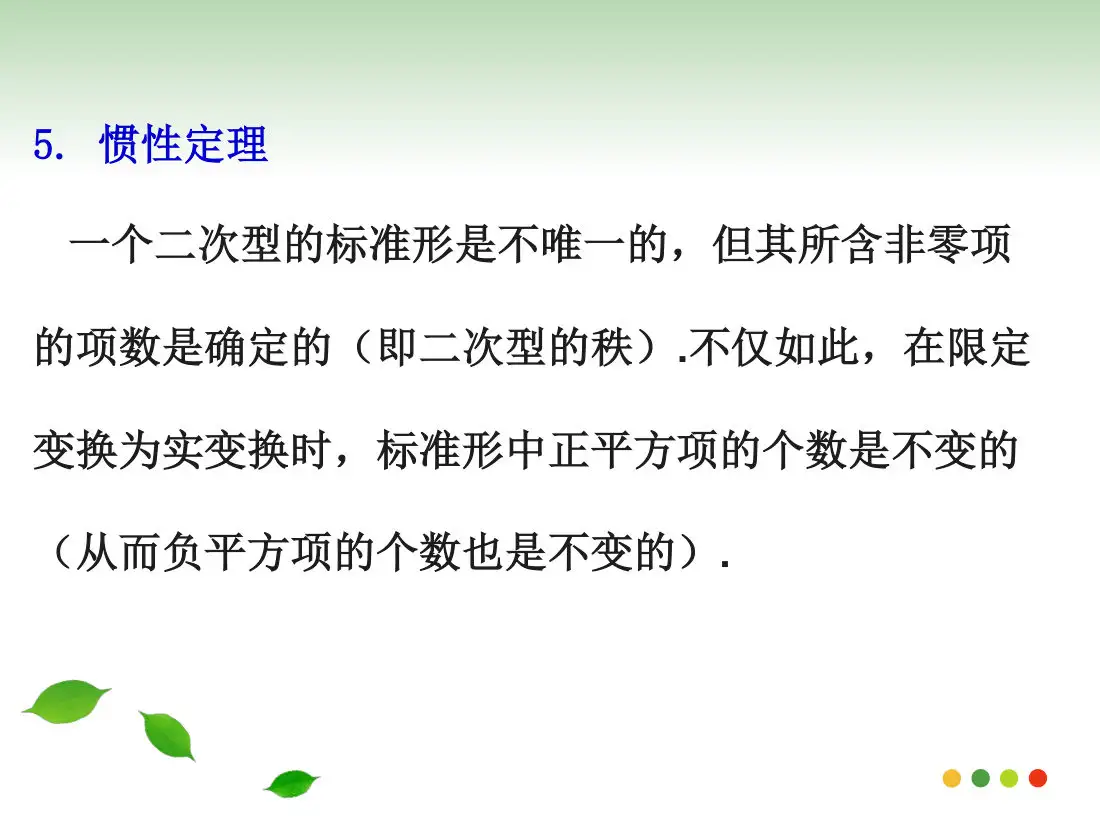 5. 惯性定理
一个二次型的标准形是不唯一的，但其所含非零项
的项数是确定的（即二次型的秩）.不仅如此，在限定
变换为实变换时，标准形中正平方项的个数是不变的
（从而负平方项的个数也是不变的）.